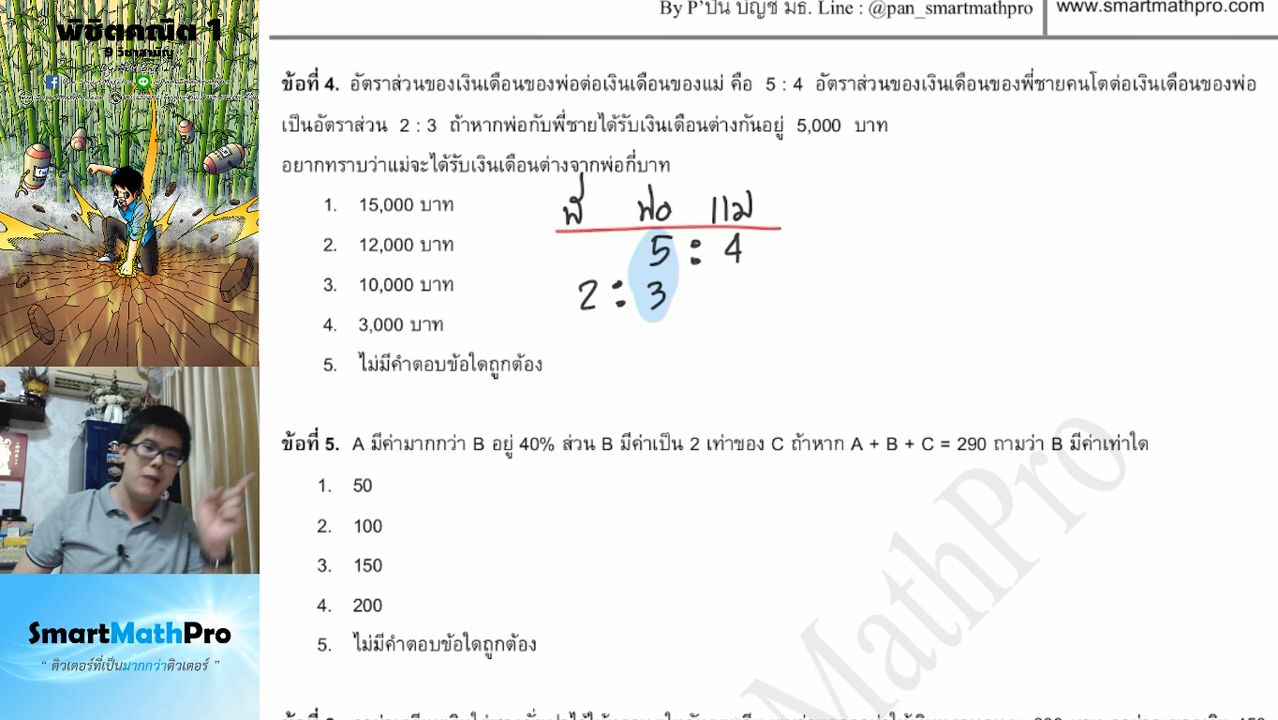 By P'ปั้น บัญชี มธ. Line : @pan_smartmathpro
www.smartmathpro.com
พิชิตคณิต 1
9 วิชาสามัญ
ข้อที่ 4. อัตราส่วนของเงินเดือนของพ่อต่อเงินเดือนของแม่ คือ 5 : 4 อัตราส่วนของเงินเดือนของพี่ชายคนโตต่อเงินเดือนของพ่อ
เป็นอัตราส่วน 2 : 3 ถ้าหากพ่อกับพี่ชายได้รับเงินเดือนต่างกันอยู่ 5,000 บาท
อยากทราบว่าแม่จะได้รับเงินเดือนต่างจากพ่อกี่บาท
1. 15,000 บาท
2. 12,000 บาท
3. 10,000 บาท
4. 3,000 บาท
5. ไม่มีคำตอบข้อใดถูกต้อง
พี่ พ่อ แม่
5 : 4
2 : 3
ข้อที่ 5. A มีค่ามากกว่า B อยู่ 40% ส่วน B มีค่าเป็น 2 เท่าของ C ถ้าหาก A + B + C = 290 ถามว่า B มีค่าเท่าใด
1. 50
2. 100
3. 150
4. 200
5. ไม่มีคำตอบข้อใดถูกต้อง
MathPro
SmartMathPro
“ ติวเตอร์ที่เป็นมากกว่าติวเตอร์ ”